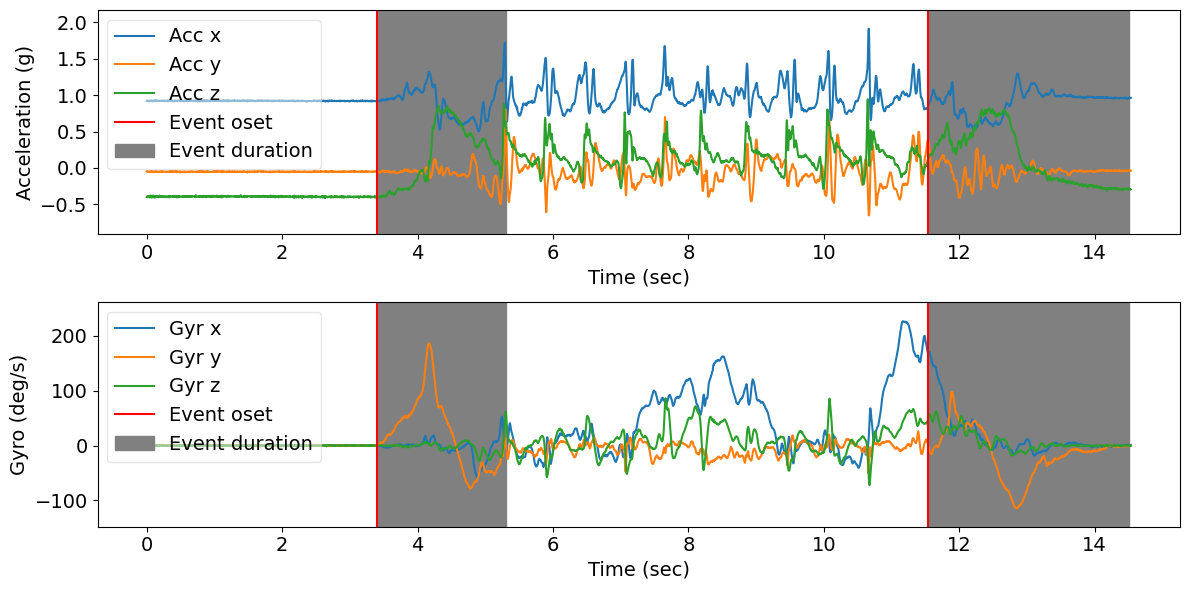 2.0
1.5
1.0
0.5
0.0
−0.5
Acceleration (g)
Acc x
Acc y
Acc z
Event oset
Event duration
0 2 4 6 8 10 12 14
Time (sec)
200
100
0
−100
Gyro (deg/s)
Gyr x
Gyr y
Gyr z
Event oset
Event duration
0 2 4 6 8 10 12 14
Time (sec)